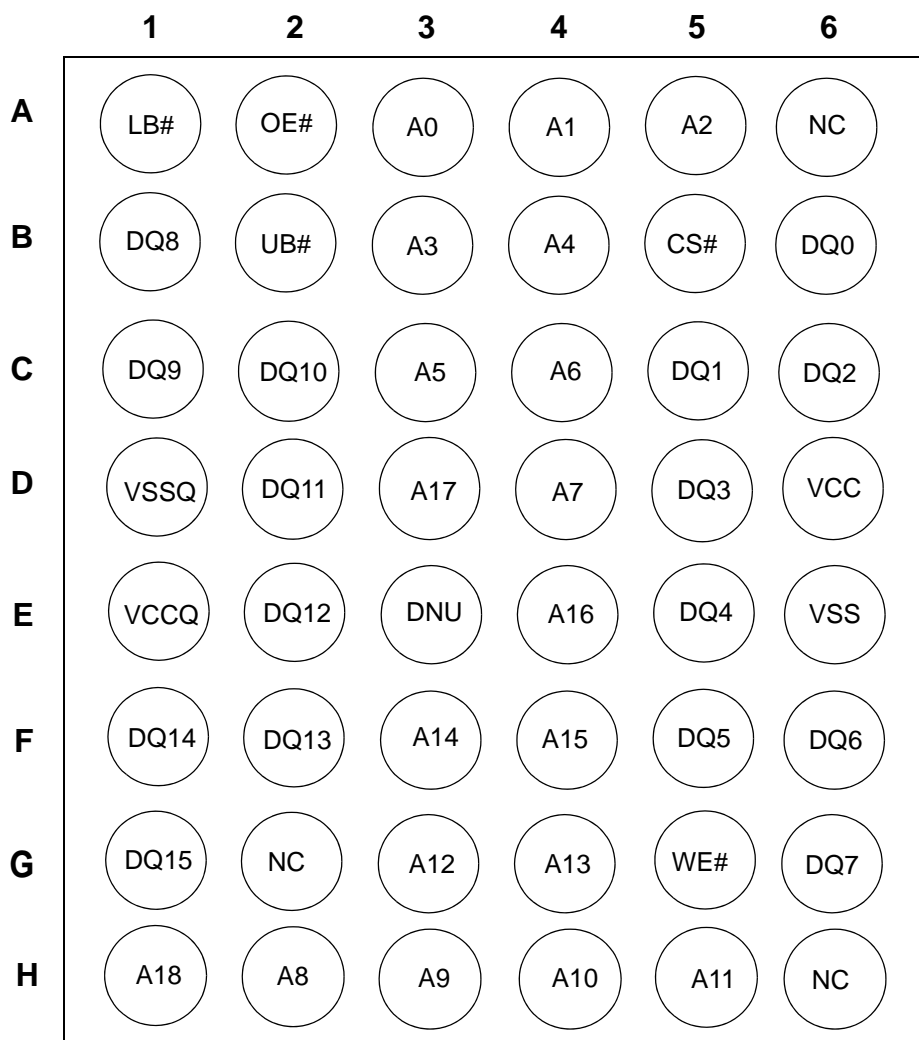 1 2 3 4 5 6
A LB# OE# A0 A1 A2 NC
B DQ8 UB# A3 A4 CS# DQ0
C DQ9 DQ10 A5 A6 DQ1 DQ2
D VSSQ DQ11 A17 A7 DQ3 VCC
E VCCQ DQ12 DNU A16 DQ4 VSS
F DQ14 DQ13 A14 A15 DQ5 DQ6
G DQ15 NC A12 A13 WE# DQ7
H A18 A8 A9 A10 A11 NC